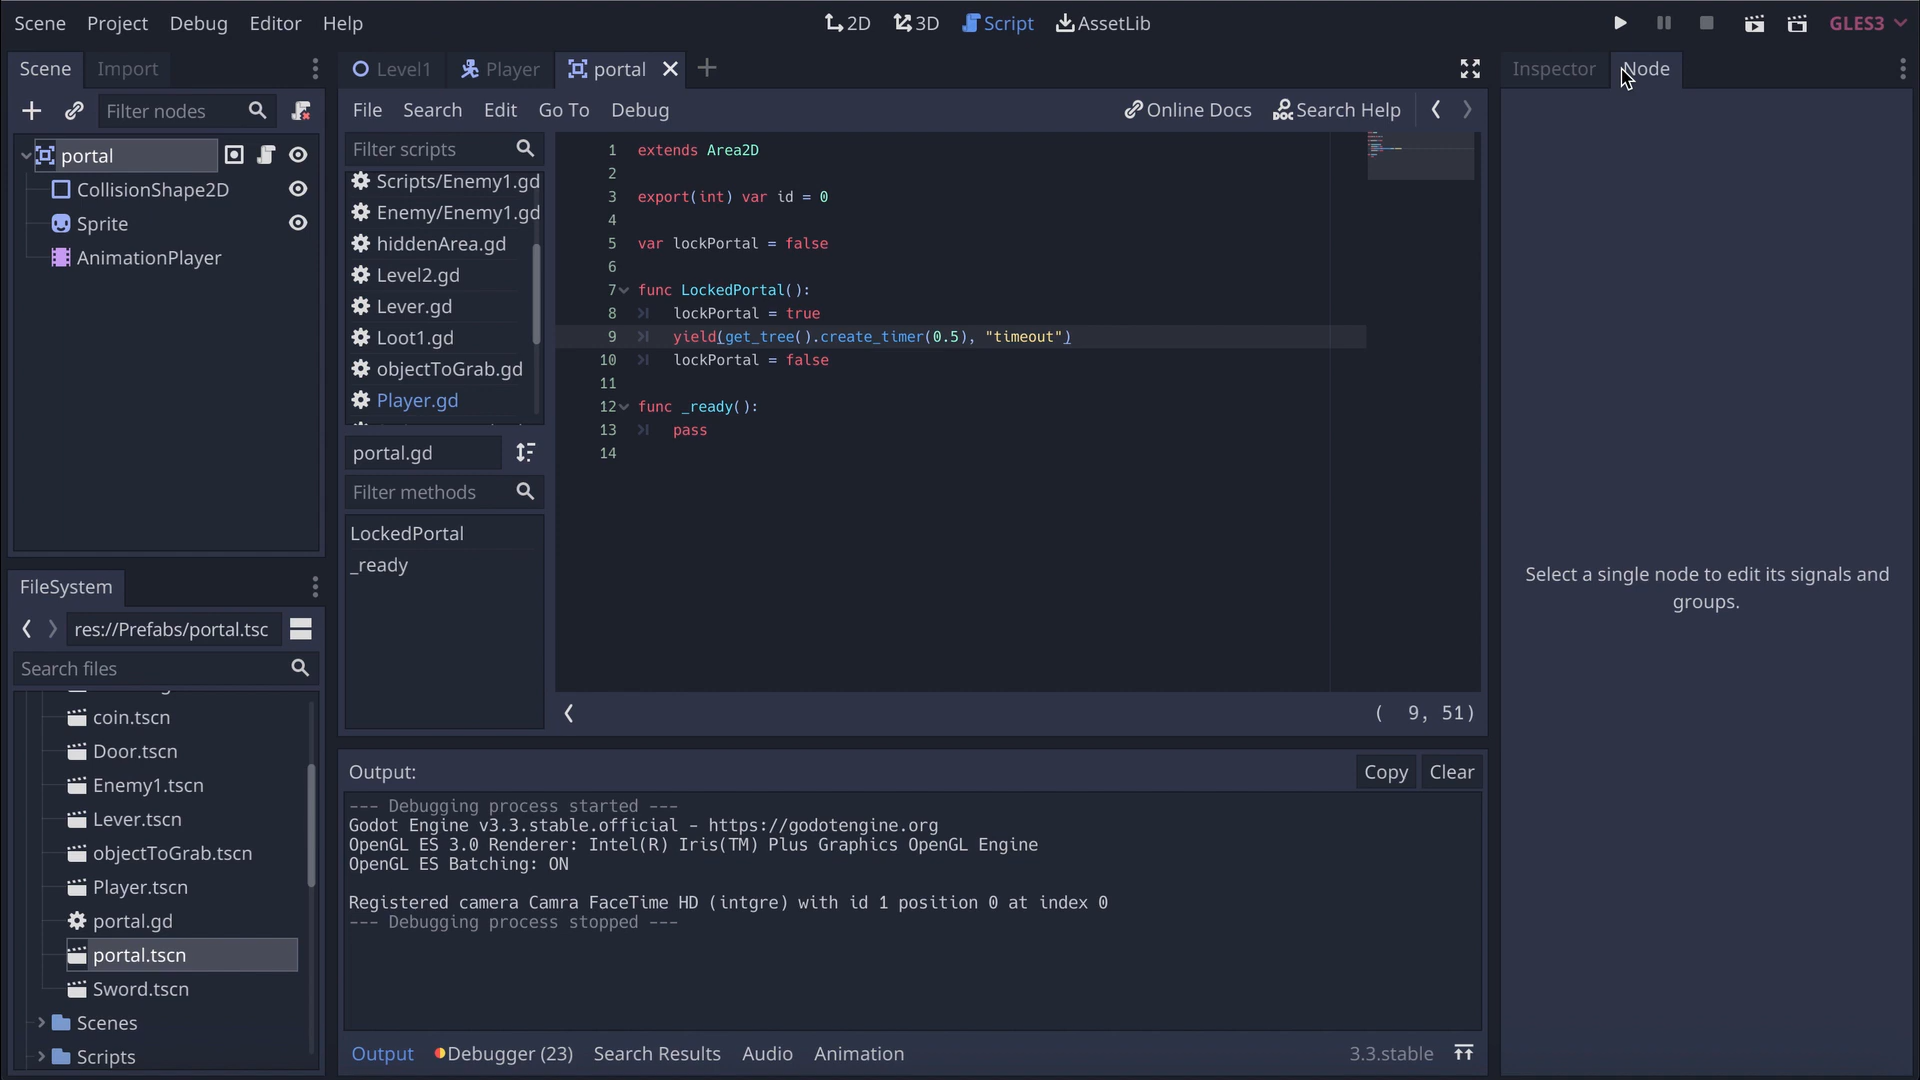 Scene Project Debug Editor Help
2D 3D Script AssetLib
GLES3
Scene Import
Filter nodes
portal
CollisionShape2D
Sprite
AnimationPlayer
FileSystem
res://Prefabs/portal.tsc
Search files
coin.tscn
Door.tscn
Enemy1.tscn
Lever.tscn
objectToGrab.tscn
Player.tscn
portal.gd
portal.tscn
Sword.tscn
Scenes
Scripts
Level1 Player portal
File Search Edit Go To Debug
Online Docs Search Help
Filter scripts
Scripts/Enemy1.gd
Enemy/Enemy1.gd
hiddenArea.gd
Level2.gd
Lever.gd
Loot1.gd
objectToGrab.gd
Player.gd
portal.gd
Filter methods
LockedPortal
_ready
1 extends Area2D
2
3 export(int) var id = 0
4
5 var lockPortal = false
6
7 func LockedPortal():
8 lockPortal = true
9 yield(get_tree().create_timer(0.5), "timeout")
10 lockPortal = false
11
12 func _ready():
13 pass
14
( 9, 51)
Output:
Copy Clear
--- Debugging process started ---
Godot Engine v3.3.stable.official - https://godotengine.org
OpenGL ES 3.0 Renderer: Intel(R) Iris(TM) Plus Graphics OpenGL Engine
OpenGL ES Batching: ON
Registered camera Camra FaceTime HD (intgre) with id 1 position 0 at index 0
--- Debugging process stopped ---
Output Debugger (23) Search Results Audio Animation
3.3.stable
Inspector Node
Select a single node to edit its signals and
groups.